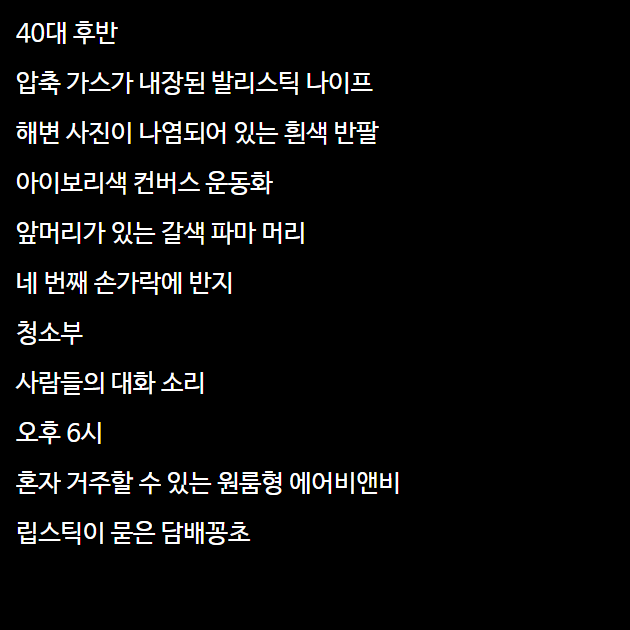 40대 후반
압축 가스가 내장된 발리스틱 나이프
해변 사진이 나염되어 있는 흰색 반팔
아이보리색 컨버스 운동화
앞머리가 있는 갈색 파마 머리
네 번째 손가락에 반지
청소부
사람들의 대화 소리
오후 6시
혼자 거주할 수 있는 원룸형 에어비앤비
립스틱이 묻은 담배꽁초